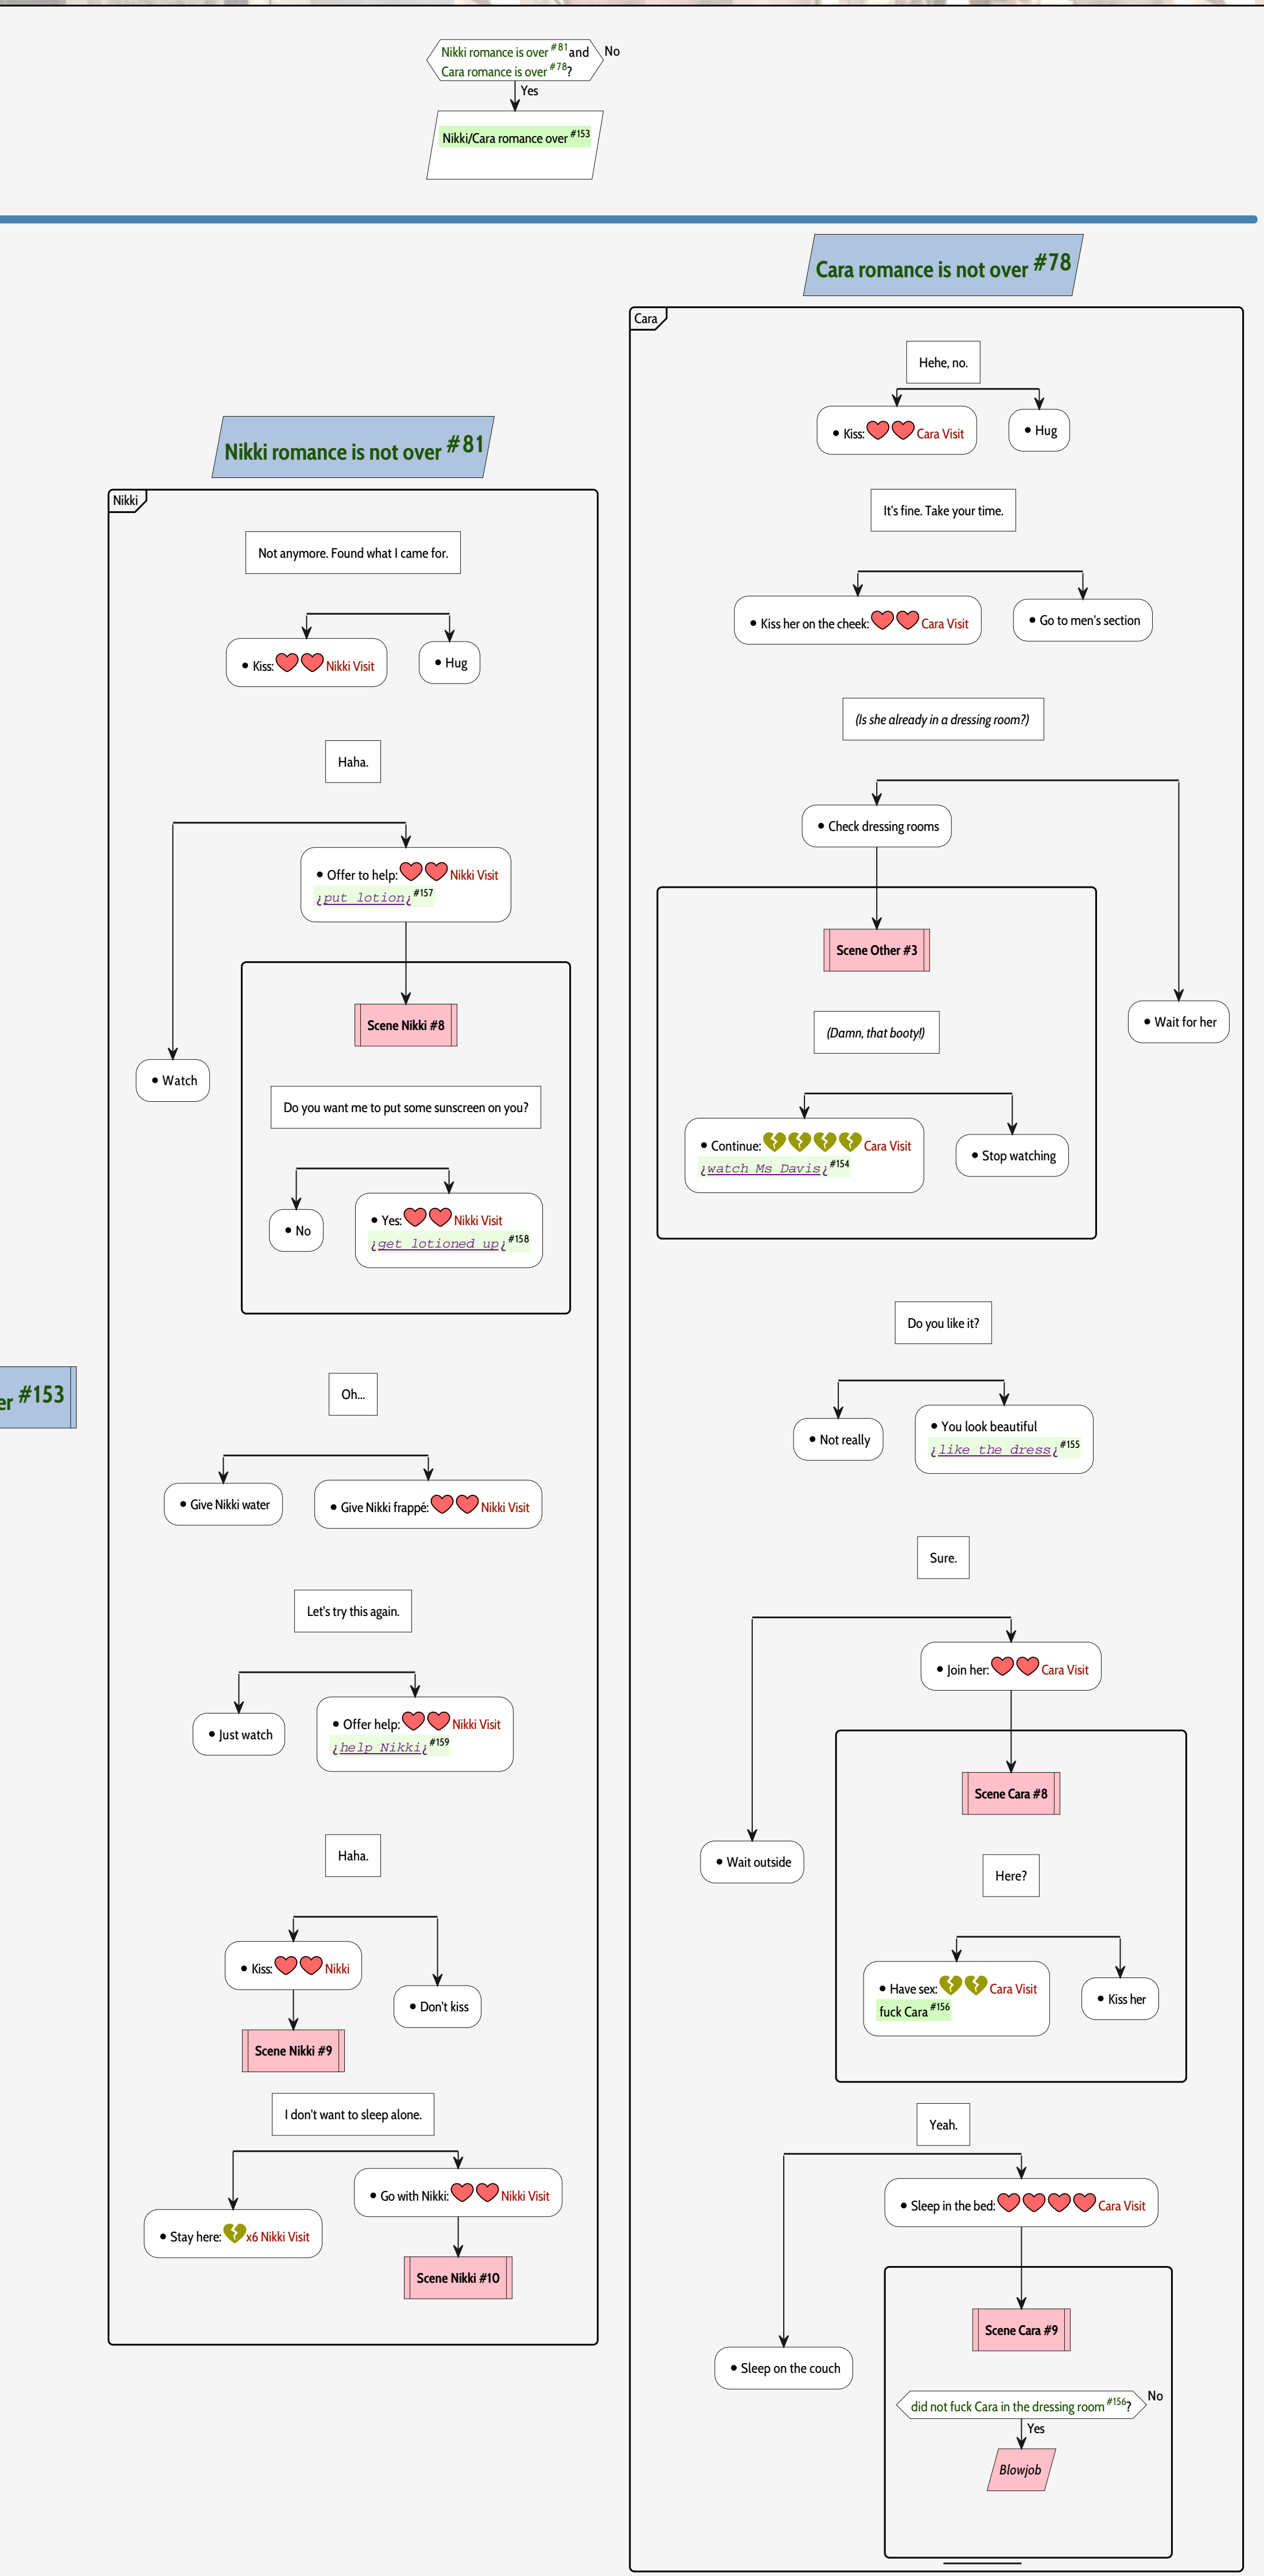 Nikki romance is over #81 and
Cara romance is over #78?
No
Yes
Nikki/Cara romance over #153
Cara romance is not over #78
Cara
Hehe, no.
• Kiss: Cara Visit
• Hug
It's fine. Take your time.
• Kiss her on the cheek: Cara Visit
• Go to men's section
(Is she already in a dressing room?)
• Check dressing rooms
Scene Other #3
(Damn, that booty!)
• Wait for her
• Continue: Cara Visit
¿watch Ms Davis¿ #154
• Stop watching
Do you like it?
• Not really
• You look beautiful
¿like the dress¿ #155
Sure.
• Join her: Cara Visit
Scene Cara #8
• Wait outside
Here?
• Have sex: Cara Visit
fuck Cara #156
• Kiss her
Yeah.
• Sleep in the bed: Cara Visit
Scene Cara #9
• Sleep on the couch
did not fuck Cara in the dressing room #156?
No
Yes
Blowjob
Nikki romance is not over #81
Nikki
Not anymore. Found what I came for.
• Kiss: Nikki Visit
• Hug
Haha.
• Offer to help: Nikki Visit
¿put lotion¿ #157
Scene Nikki #8
• Watch
Do you want me to put some sunscreen on you?
• No
• Yes: Nikki Visit
¿get lotioned up¿ #158
Oh...
• Give Nikki water
• Give Nikki frappé: Nikki Visit
Let's try this again.
• Just watch
• Offer help: Nikki Visit
¿help Nikki¿ #159
Haha.
• Kiss: Nikki
• Don't kiss
Scene Nikki #9
I don't want to sleep alone.
• Go with Nikki: Nikki Visit
• Stay here: x6 Nikki Visit
Scene Nikki #10
er #153